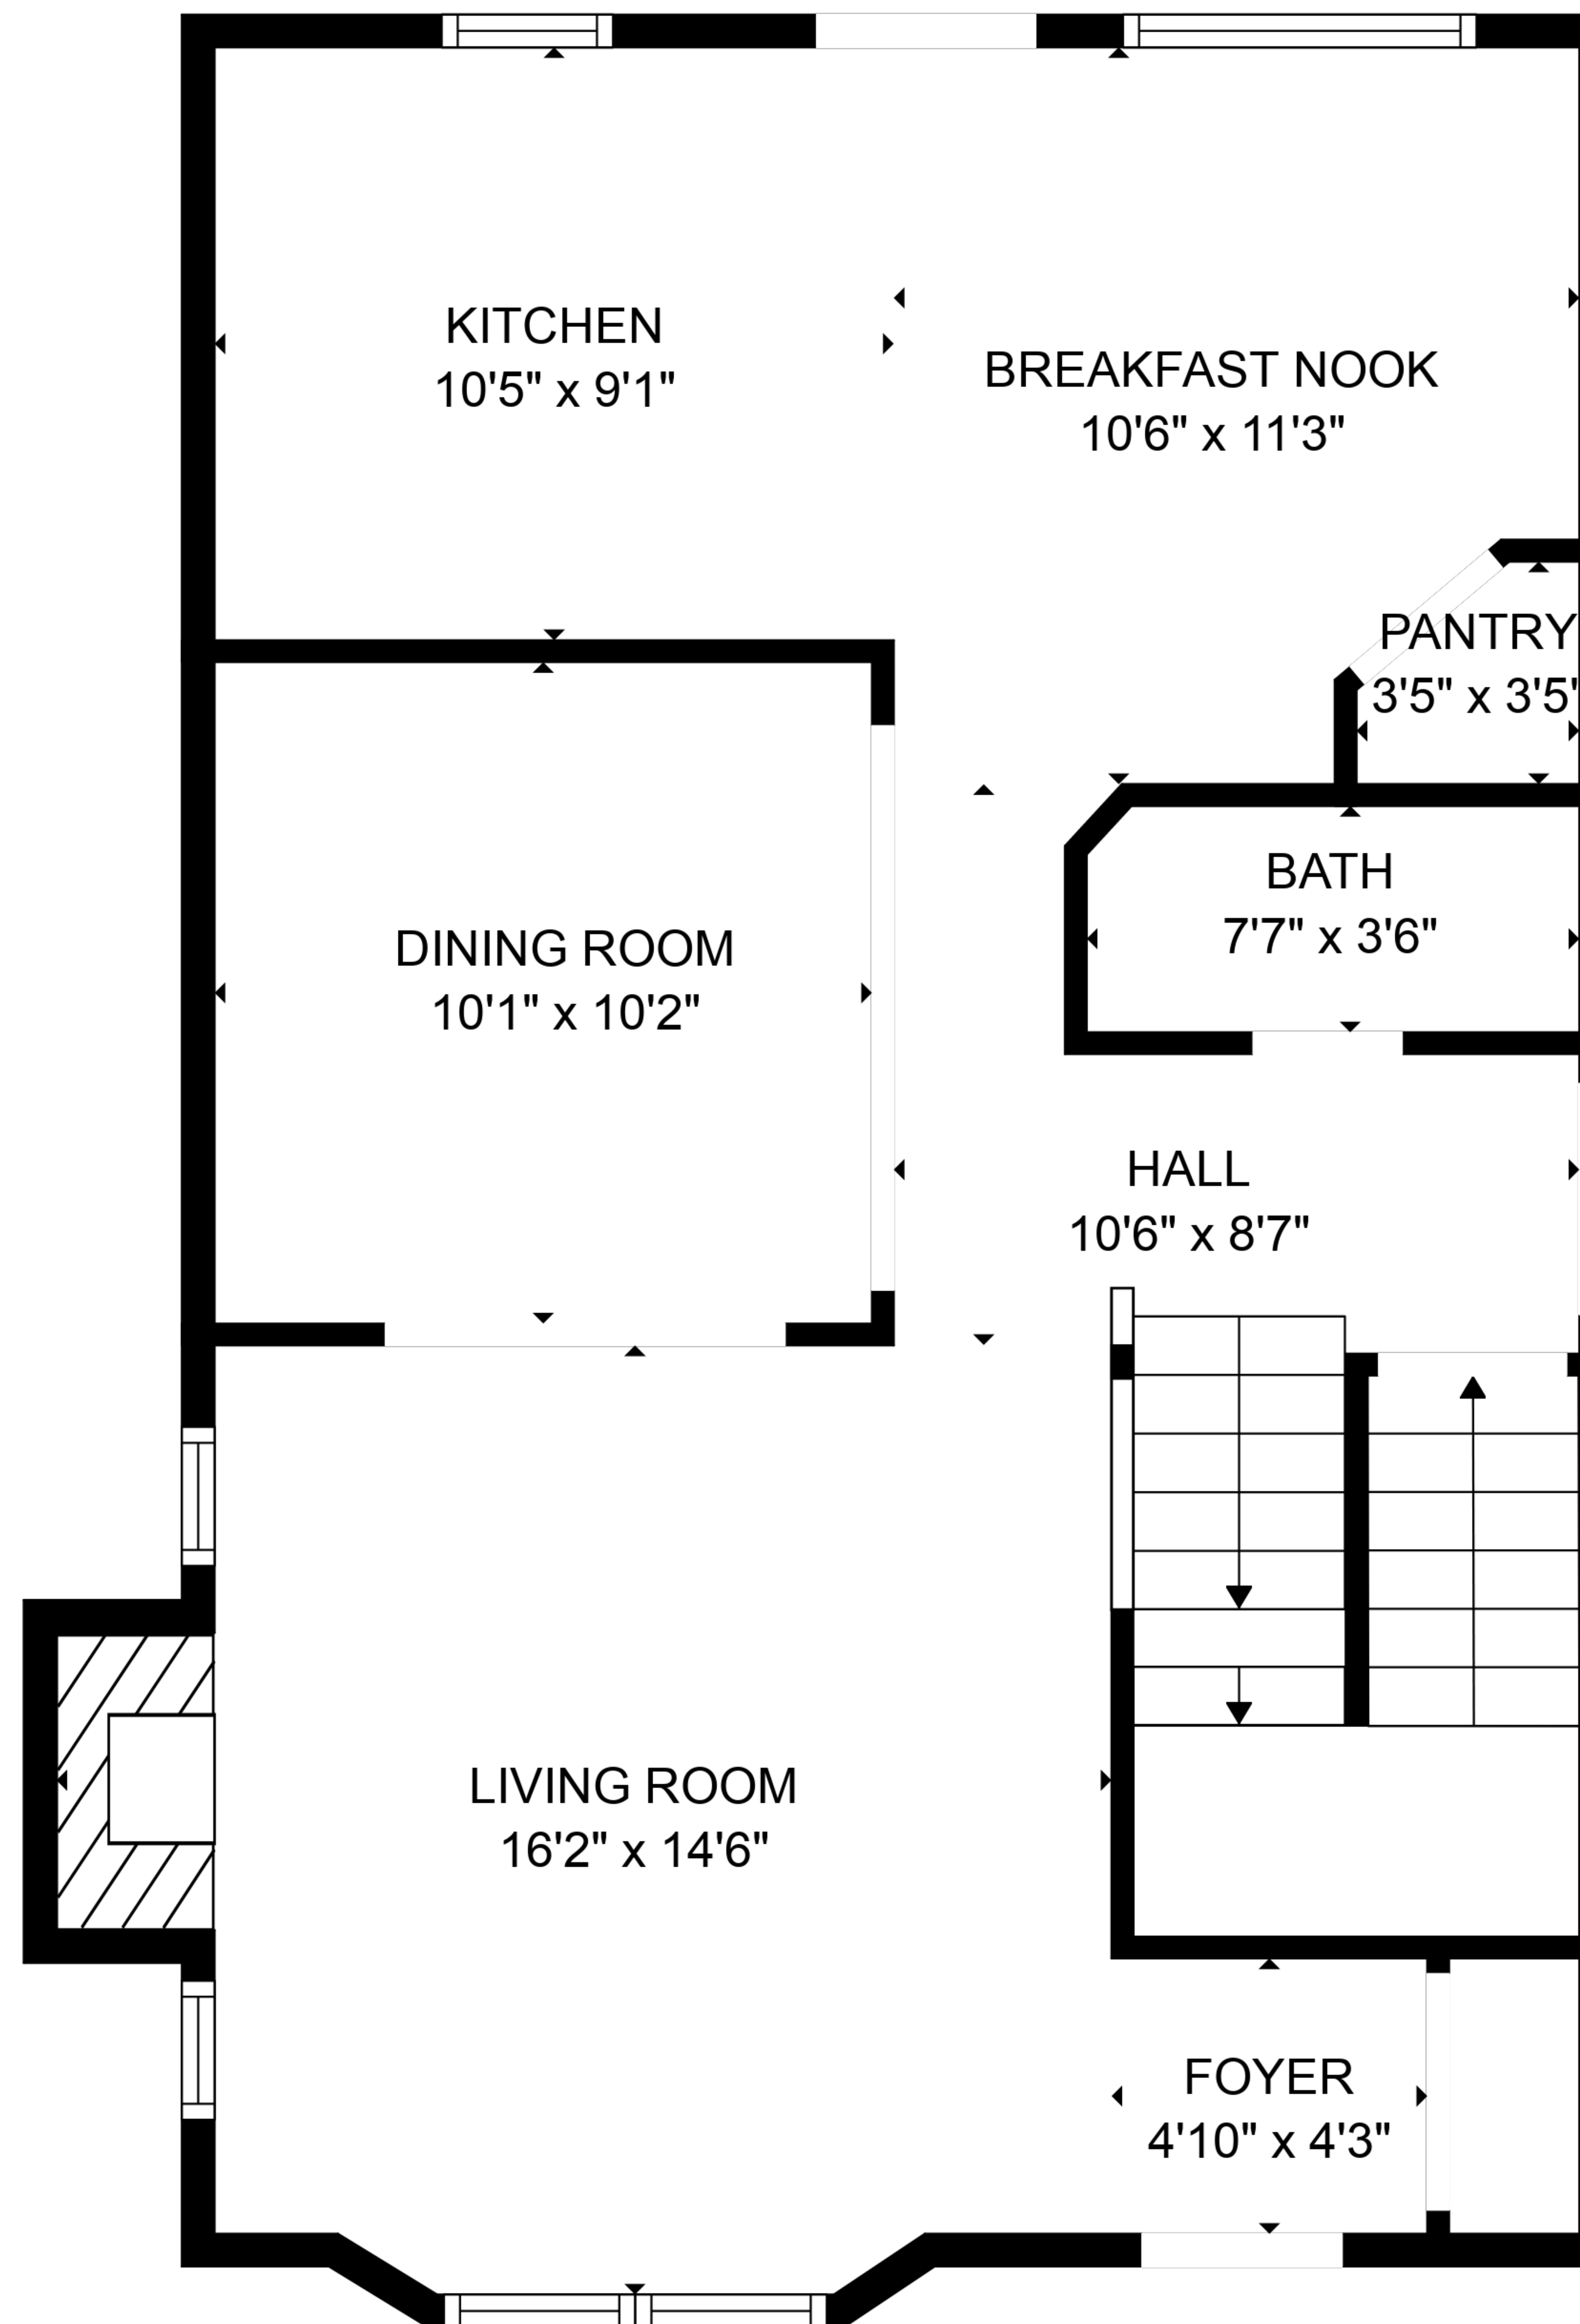 KITCHEN
10'5" x 9'1"
BREAKFAST NOOK
10'6" x 11'3"
PANTRY
3'5" x 3'5'
BATH
7'7" x 3'6"
DINING ROOM
10'1" x 10'2"
HALL
10'6" x 8'7"
LIVING ROOM
16'2" x 14'6"
FOYER
4'10" x 4'3"